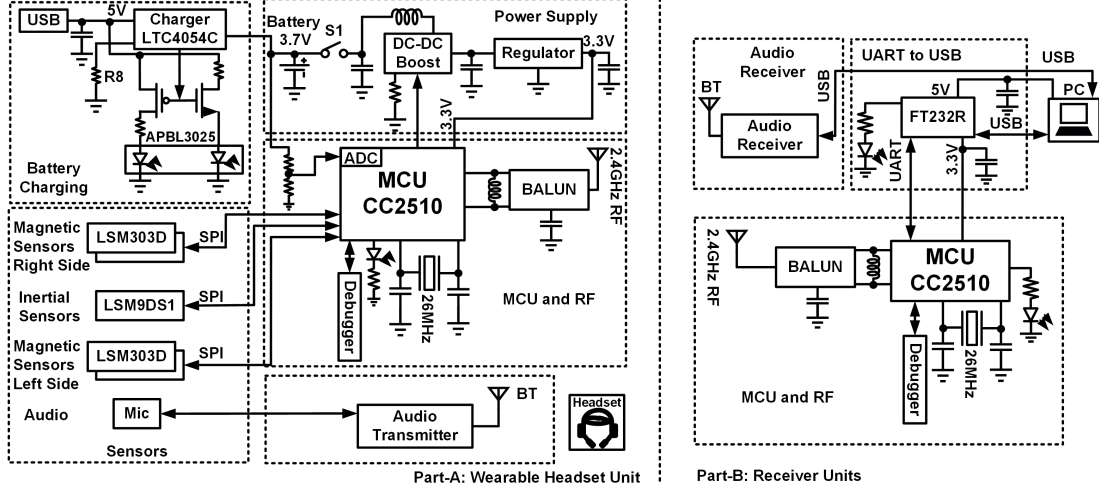 USB
5V
Charger
LTC4054C
R8
APBL3025
Battery
Charging
Battery
3.7V
S1
DC-DC
Boost
Power Supply
Regulator
3.3V
3.3V
ADC
MCU
CC2510
BALUN
2.4GHz RF
Debugger
26MHz
MCU and RF
Magnetic
Sensors
Right Side
LSM303D
SPI
Inertial
Sensors
LSM9DS1
SPI
Magnetic
Sensors
Left Side
LSM303D
SPI
Audio
Mic
Sensors
Audio
Transmitter
BT
Headset
Part-A: Wearable Headset Unit
Audio
Receiver
BT
Audio
Receiver
USB
UART to USB
5V
FT232R
USB
USB
PC
UART
3.3V
2.4GHz RF
BALUN
MCU
CC2510
Debugger
26MHz
MCU and RF
Part-B: Receiver Units